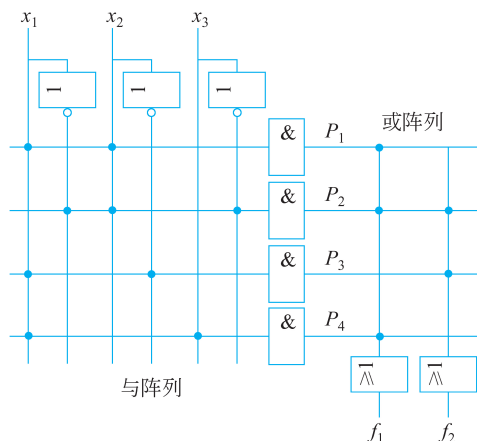 x₁ x₂ x₃
1 1 1
& P₁ 或阵列
& P₂
& P₃
& P₄
≥1 ≥1
与阵列
f₁ f₂